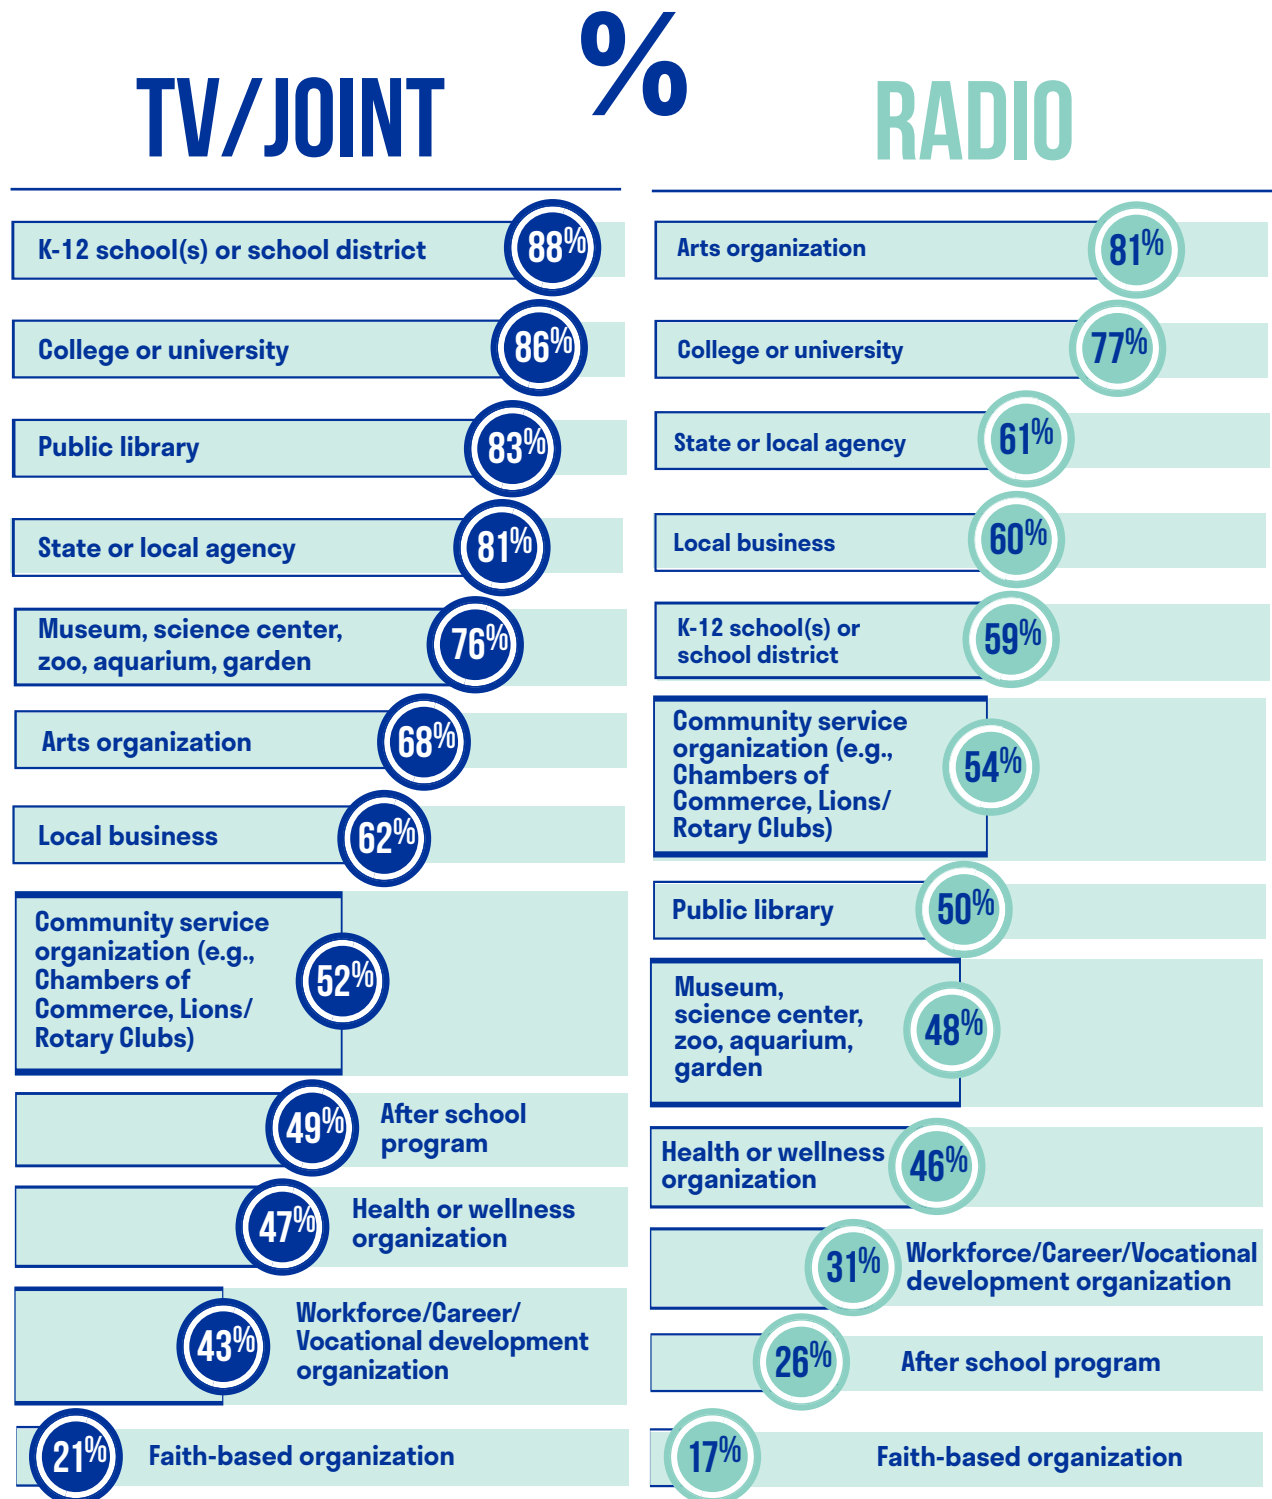 %
TV/JOINT
K-12 school(s) or school district
88%
College or university
86%
Public library
83%
State or local agency
81%
Museum, science center,
zoo, aquarium, garden
76%
Arts organization
68%
Local business
62%
Community service
organization (e.g.,
Chambers of
Commerce, Lions/
Rotary Clubs)
52%
49%
After school
program
47%
Health or wellness
organization
43%
Workforce/Career/
Vocational development
organization
21%
Faith-based organization
RADIO
Arts organization
81%
College or university
77%
State or local agency
61%
Local business
60%
K-12 school(s) or
school district
59%
Community service
organization (e.g.,
Chambers of
Commerce, Lions/
Rotary Clubs)
54%
Public library
50%
Museum,
science center,
zoo, aquarium,
garden
48%
Health or wellness
organization
46%
31%
Workforce/Career/Vocational
development organization
26%
After school program
17%
Faith-based organization